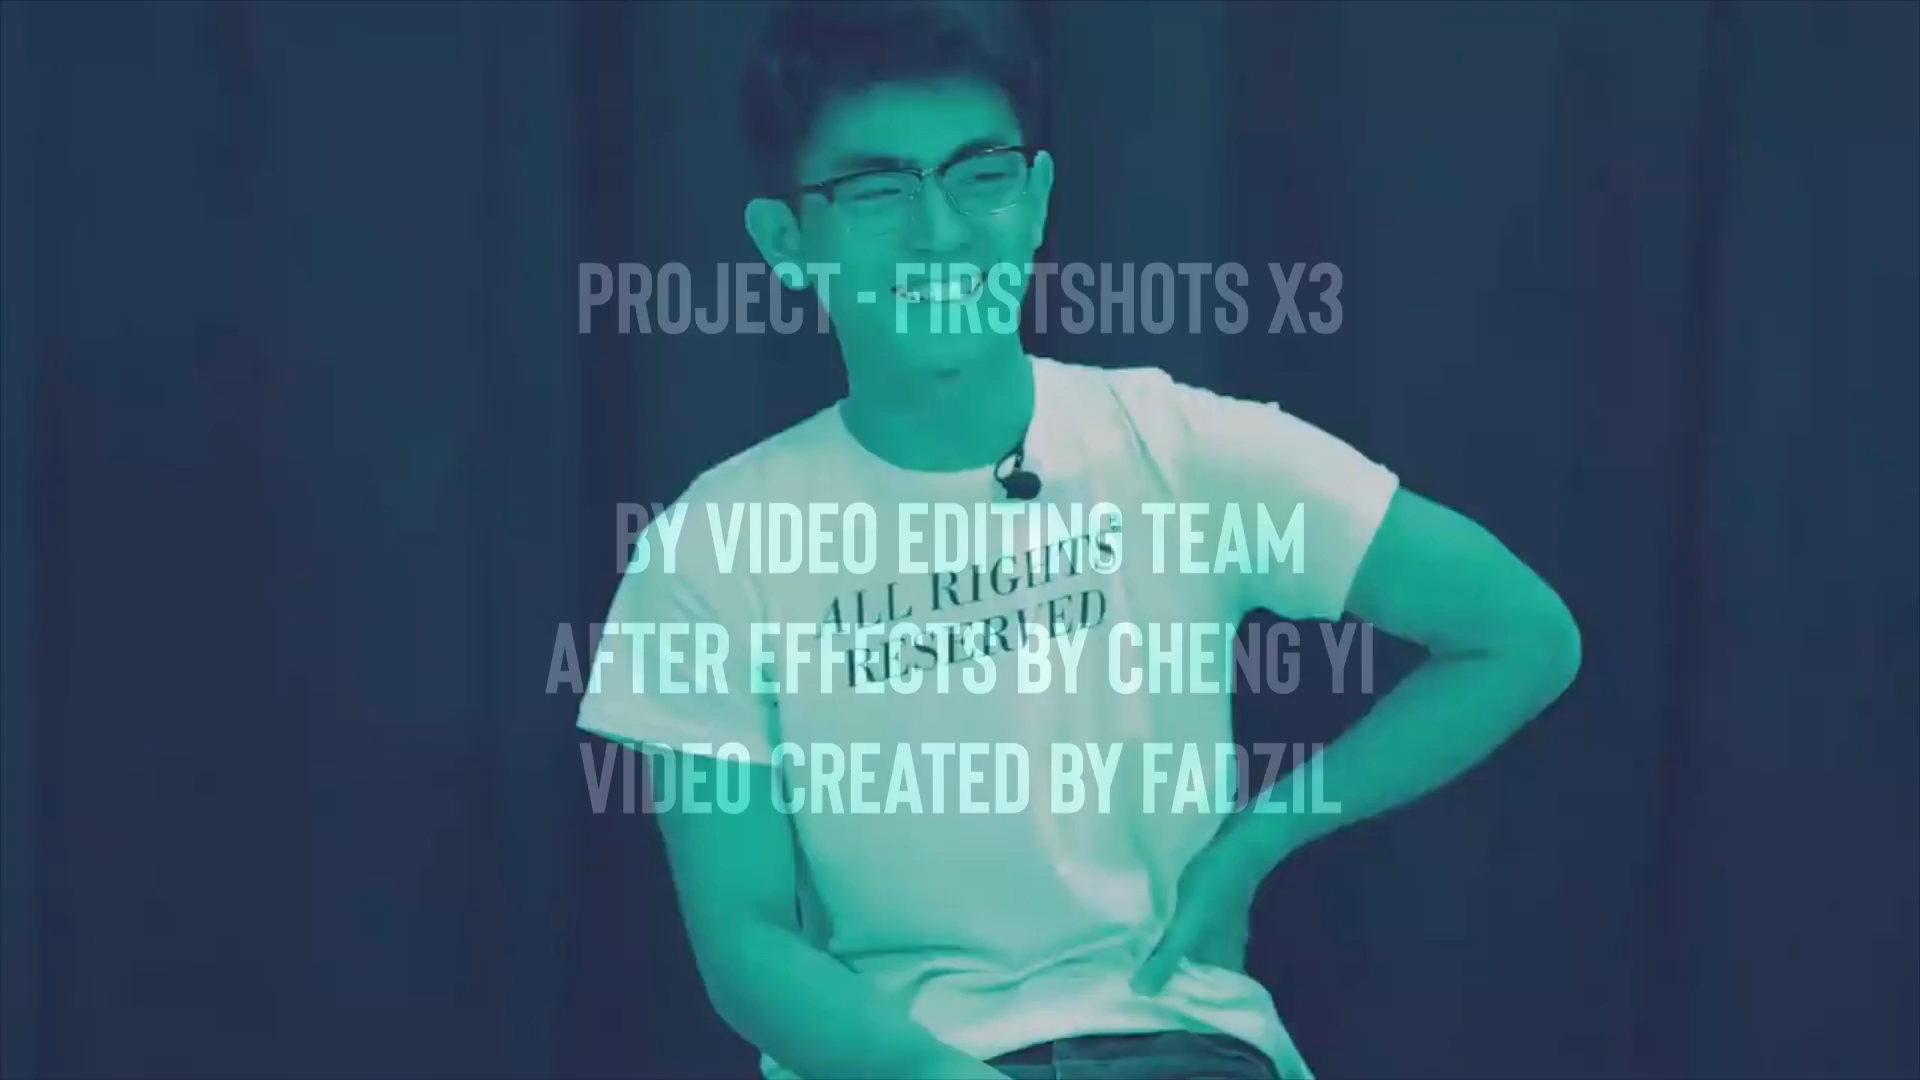 PROJECT - FIRSTSHOTS X3
BY VIDEO EDITING TEAM
ALL RIGHTS
RESERVED
AFTER EFFECTS BY CHENG YI
VIDEO CREATED BY FADZIL